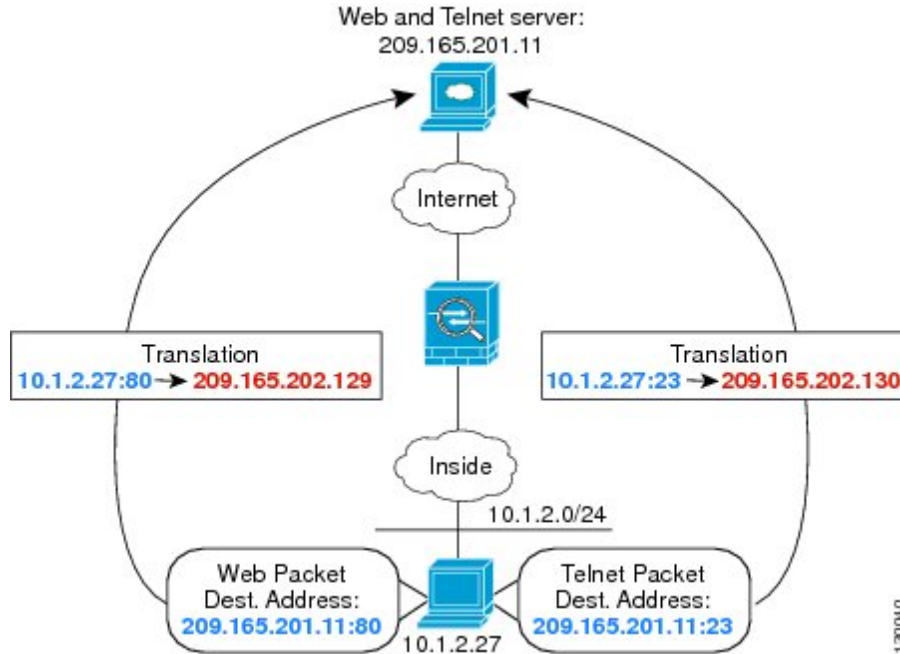 Web and Telnet server:
209.165.201.11
Internet
Translation
10.1.2.27:80 → 209.165.202.129
Translation
10.1.2.27:23 → 209.165.202.130
Inside
10.1.2.0/24
Web Packet
Dest. Address:
209.165.201.11:80
Telnet Packet
Dest. Address:
209.165.201.11:23
10.1.2.27